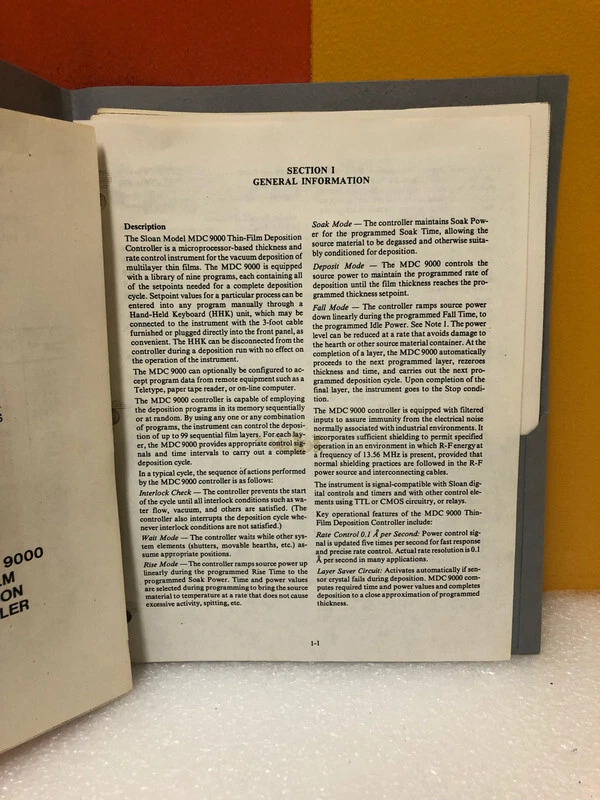 SECTION I
GENERAL INFORMATION
Description
The Sloan Model MDC 9000 Thin-Film Deposition
Controller is a microprocessor-based thickness and
rate control instrument for the vacuum deposition of
multilayer thin films. The MDC 9000 is equipped
with a library of nine programs, each containing all
of the setpoints needed for a complete deposition
cycle. Setpoint values for a particular process can be
entered into any program manually through a
Hand-Held Keyboard (HHK) unit, which may be
connected to the instrument with the 3-foot cable
furnished or plugged directly into the front panel, as
convenient. The HHK can be disconnected from the
controller during a deposition run with no effect on
the operation of the instrument.
The MDC 9000 can optionally be configured to ac-
cept program data from remote equipment such as a
Teletype, paper tape reader, or on-line computer.
The MDC 9000 controller is capable of employing
the deposition programs in its memory sequentially
or at random. By using any one or any combination
of programs, the instrument can control the deposi-
tion of up to 99 sequential film layers. For each lay-
er, the MDC 9000 provides appropriate control sig-
nals and time intervals to carry out a complete
deposition cycle.
In a typical cycle, the sequence of actions performed
by the MDC 9000 controller is as follows:
Interlock Check — The controller prevents the start
of the cycle until all interlock conditions such as wa-
ter flow, vacuum, and others are satisfied. (The
controller also interrupts the deposition cycle whe-
never interlock conditions are not satisfied.)
Wait Mode — The controller waits while other sys-
tem elements (shutters, movable hearths, etc.) as-
sume appropriate positions.
Rise Mode — The controller ramps source power up
linearly during the programmed Rise Time to the
programmed Soak Power. Time and power values
are selected during programming to bring the source
material to temperature at a rate that does not cause
excessive activity, spitting, etc.
Soak Mode — The controller maintains Soak Pow-
er for the programmed Soak Time, allowing the
source material to be degassed and otherwise suita-
bly conditioned for deposition.
Deposit Mode — The MDC 9000 controls the
source power to maintain the programmed rate of
deposition until the film thickness reaches the pro-
grammed thickness setpoint.
Fall Mode — The controller ramps source power
down linearly during the programmed Fall Time, to
the programmed Idle Power. See Note 1. The power
level can be reduced at a rate that avoids damage to
the hearth or other source material container. At the
completion of a layer, the MDC 9000 automatically
proceeds to the next programmed layer, rezeroes
thickness and time, and carries out the next pro-
grammed deposition cycle. Upon completion of the
final layer, the instrument goes to the Stop condi-
tion.
The MDC 9000 controller is equipped with filtered
inputs to assure immunity from the electrical noise
normally associated with industrial environments. It
incorporates sufficient shielding to permit specified
operation in an environment in which R-F energy at
a frequency of 13.56 MHz is present, provided that
normal shielding practices are followed in the R-F
power source and interconnecting cables.
The instrument is signal-compatible with Sloan dig-
ital controls and timers and with other control ele-
ments using TTL or CMOS circuitry, or relays.
Key operational features of the MDC 9000 Thin-
Film Deposition Controller include:
Rate Control 0.1 Å per Second: Power control sig-
nal is updated five times per second for fast response
and precise rate control. Actual rate resolution is 0.1
Å per second in many applications.
Layer Saver Circuit: Activates automatically if sen-
sor crystal fails during deposition. MDC 9000 com-
putes required time and power values and completes
deposition to a close approximation of programmed
thickness.
1-1
9000
LM
ON
LER